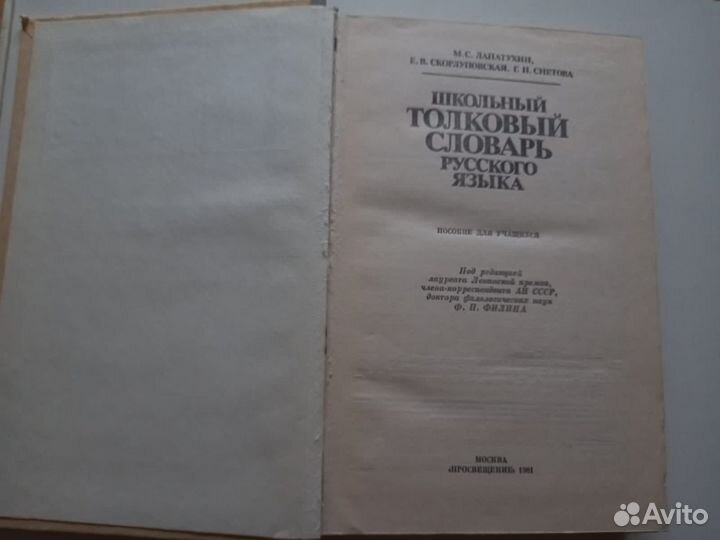 М. С. ЛАПАТУХИН,
Е. В. СКОРЛУПОВСКАЯ, Г. П. СНЕТОВА
ШКОЛЬНЫЙ
ТОЛКОВЫЙ
СЛОВАРЬ
РУССКОГО
ЯЗЫКА
ПОСОБИЕ ДЛЯ УЧАЩИХСЯ
Под редакцией
лауреата Ленинской премии,
члена-корреспондента АН СССР,
доктора филологических наук
Ф. П. ФИЛИНА
МОСКВА
«ПРОСВЕЩЕНИЕ» 1981
Avito